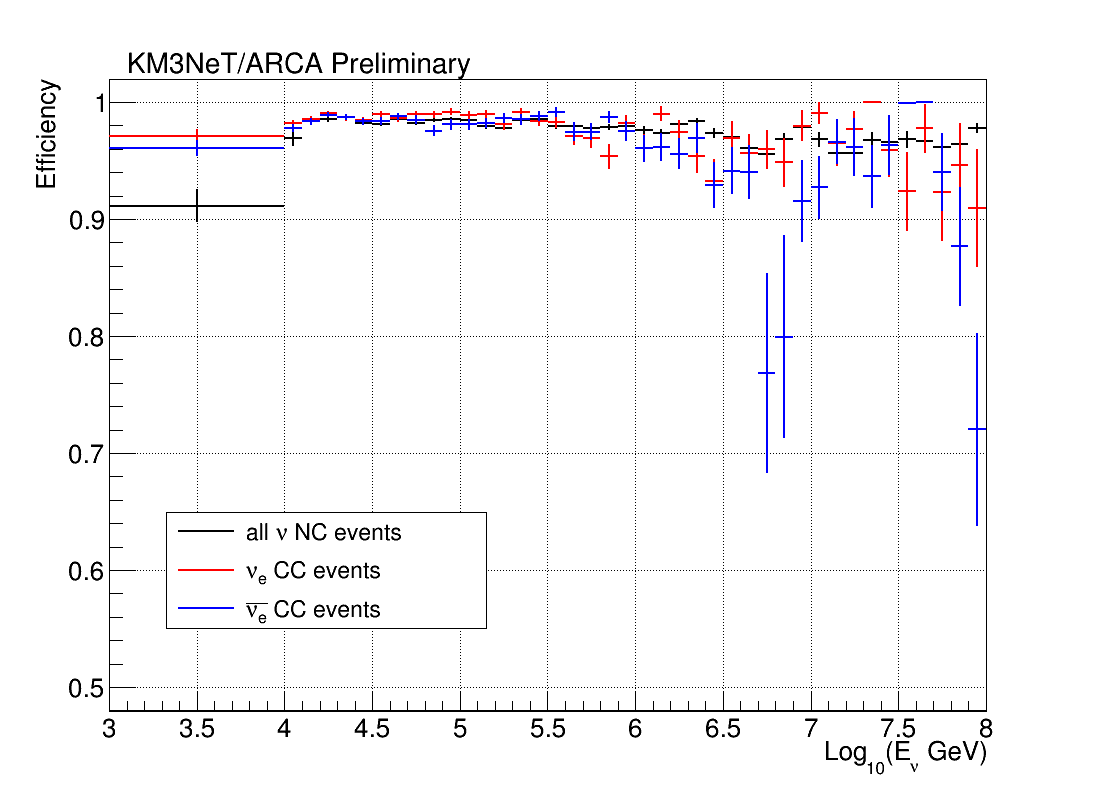 KM3NeT/ARCA Preliminary
Efficiency
1
0.9
0.8
0.7
0.6
0.5
all ν NC events
νₑ CC events
ν̅ₑ CC events
3 3.5 4 4.5 5 5.5 6 6.5 7 7.5 8
Log₁₀(Eᵥ GeV)